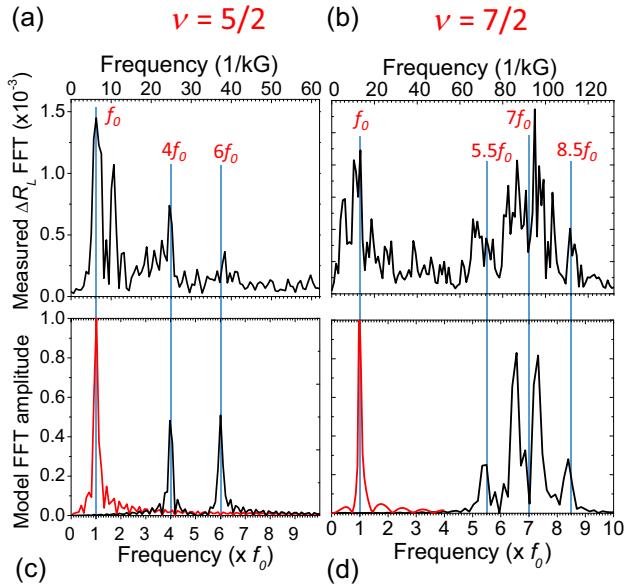 (a)
ν = 5/2
(b)
ν = 7/2
Frequency (1/kG)
Frequency (1/kG)
0 10 20 30 40 50 60
0 20 40 60 80 100 120
Measured ΔR_L FFT (x10⁻³)
1.5
1.0
0.5
0.0
f₀
4f₀
6f₀
f₀
5.5f₀
7f₀
8.5f₀
Model FFT amplitude
1.0
0.8
0.6
0.4
0.2
0.0
0 1 2 3 4 5 6 7 8 9
0 1 2 3 4 5 6 7 8 9 10
Frequency (x f₀)
Frequency (x f₀)
(c)
(d)